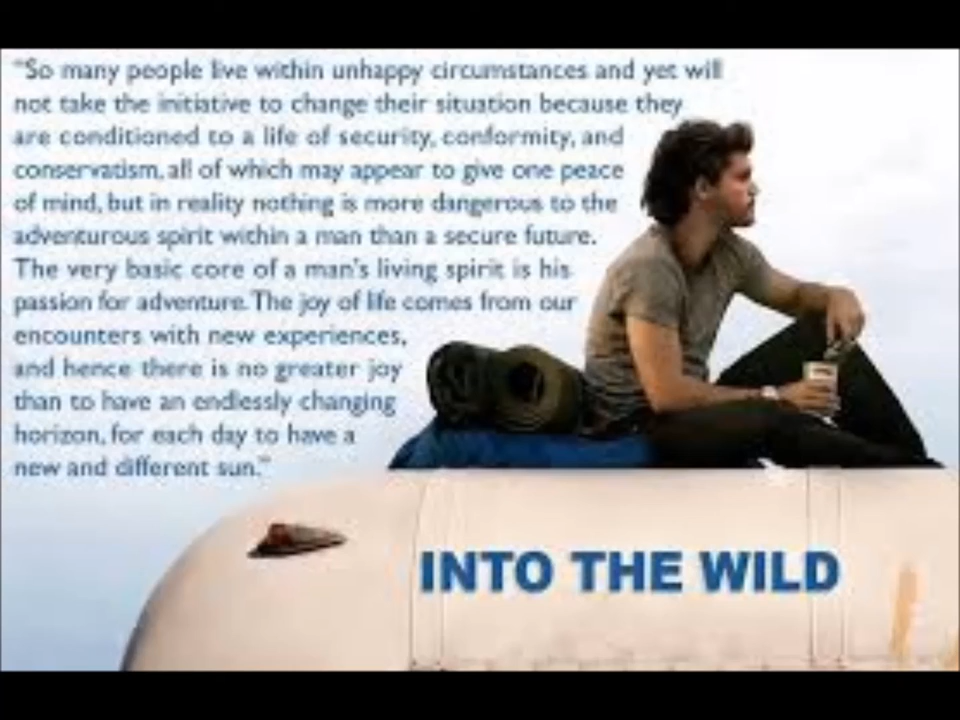 "So many people live within unhappy circumstances and yet will
not take the initiative to change their situation because they
are conditioned to a life of security, conformity, and
conservatism, all of which may appear to give one peace
of mind, but in reality nothing is more dangerous to the
adventurous spirit within a man than a secure future.
The very basic core of a man's living spirit is his
passion for adventure. The joy of life comes from our
encounters with new experiences,
and hence there is no greater joy
than to have an endlessly changing
horizon, for each day to have a
new and different sun."
INTO THE WILD